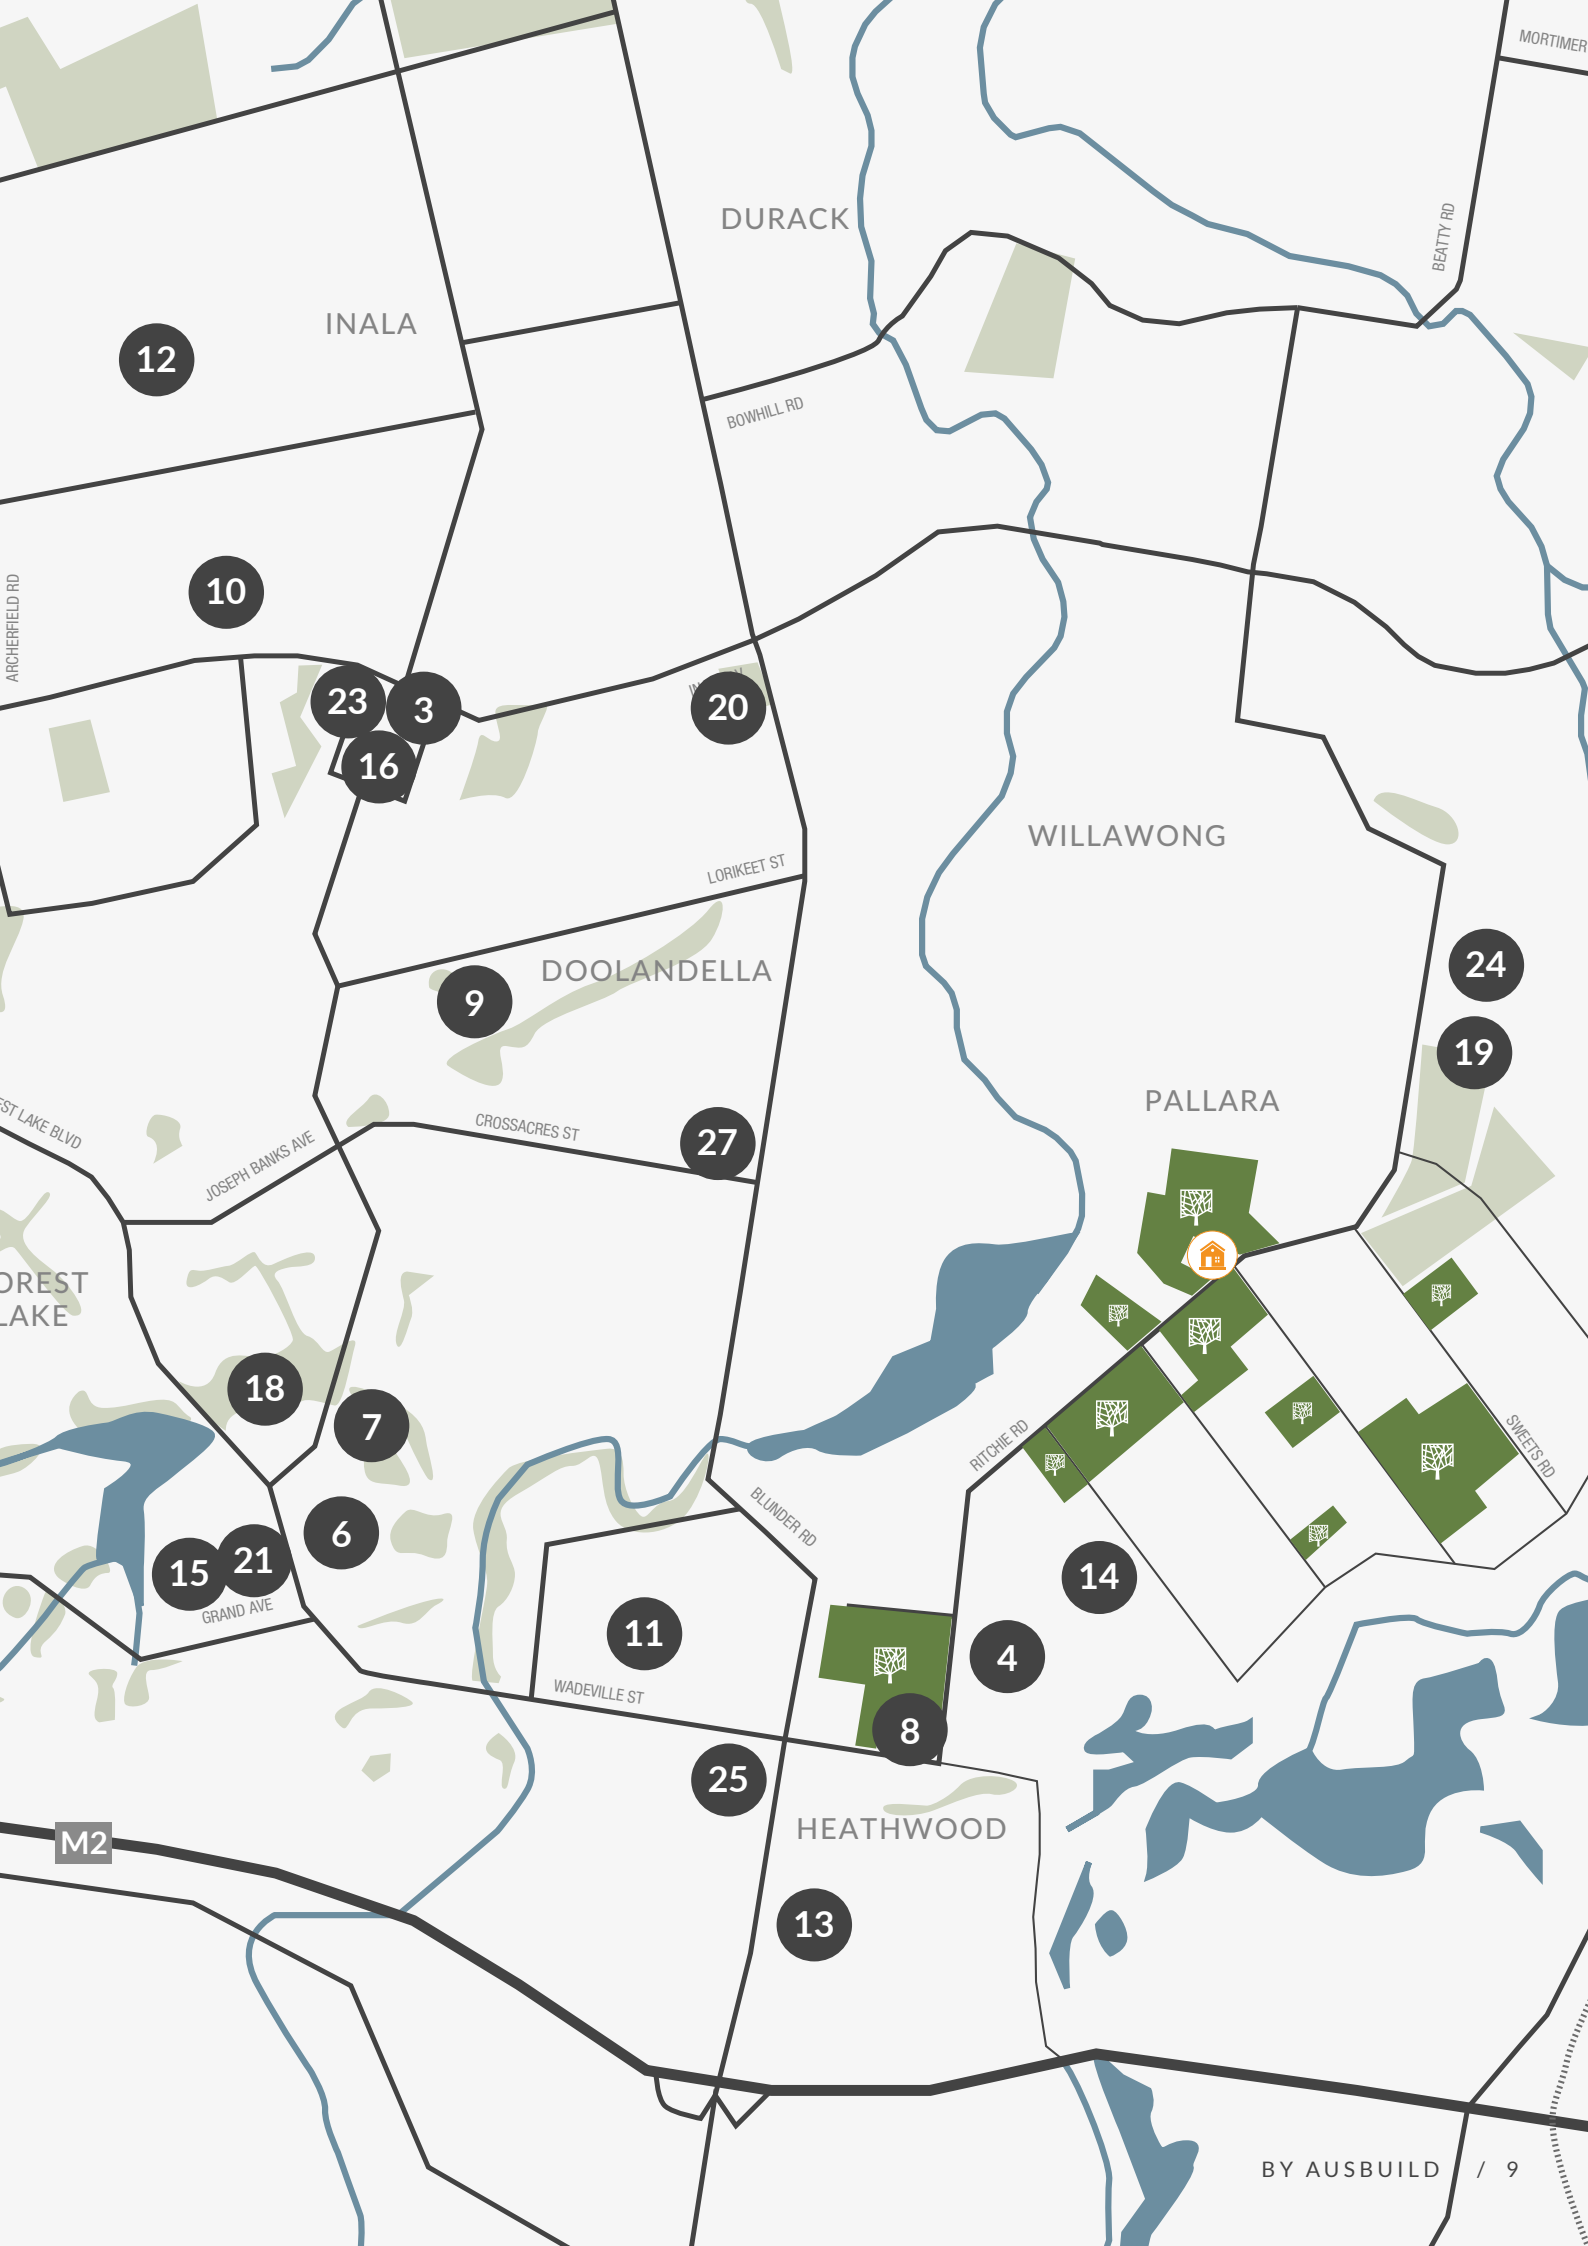 MORTIMER
DURACK
BEATTY RD
INALA
12
BOWHILL RD
10
ARCHERFIELD RD
23
3
20
16
WILLAWONG
LORIKEET ST
24
DOOLANDELLA
9
19
PALLARA
EST LAKE BLVD
CROSSACRES ST
27
JOSEPH BANKS AVE
OREST
LAKE
18
7
RITCHIE RD
SWEETS RD
BLUNDER RD
6
21
15
14
GRAND AVE
11
4
WADEVILLE ST
8
25
HEATHWOOD
M2
13
BY AUSBUILD / 9